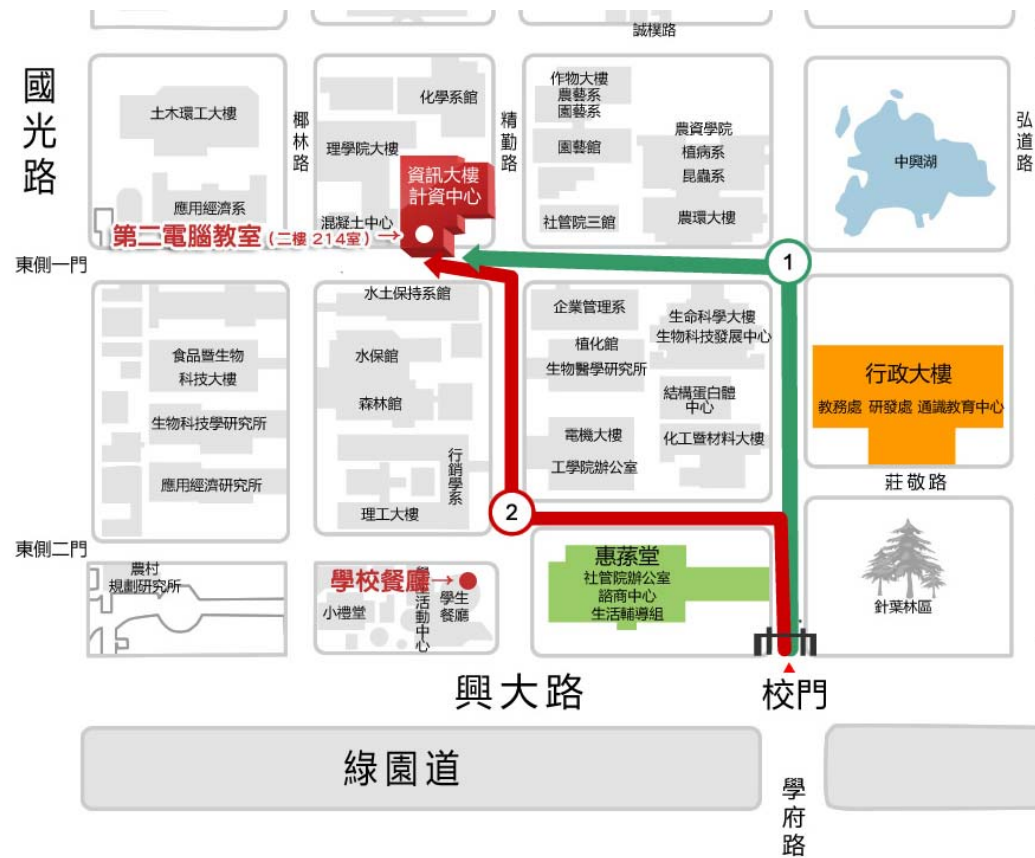 誠樸路
國光路
土木環工大樓
應用經濟系
椰林路
化學系館
理學院大樓
資訊大樓
計資中心
混凝土中心
第二電腦教室(二樓 214室)→
精勤路
作物大樓
農藝系
園藝系
園藝館
社管院三館
農資學院
植病系
昆蟲系
農環大樓
中興湖
弘道路
東側一門
1
食品暨生物
科技大樓
生物科技學研究所
應用經濟研究所
水土保持系館
水保館
森林館
行銷學系
理工大樓
企業管理系
植化館
生物醫學研究所
電機大樓
工學院辦公室
生命科學大樓
生物科技發展中心
結構蛋白體
中心
化工暨材料大樓
行政大樓
教務處 研發處 通識教育中心
莊敬路
2
東側二門
農村
規劃研究所
學校餐廳→
小禮堂
學生活動中心
學生
餐廳
惠蓀堂
社管院辦公室
諮商中心
生活輔導組
針葉林區
興大路
校門
綠園道
學府路